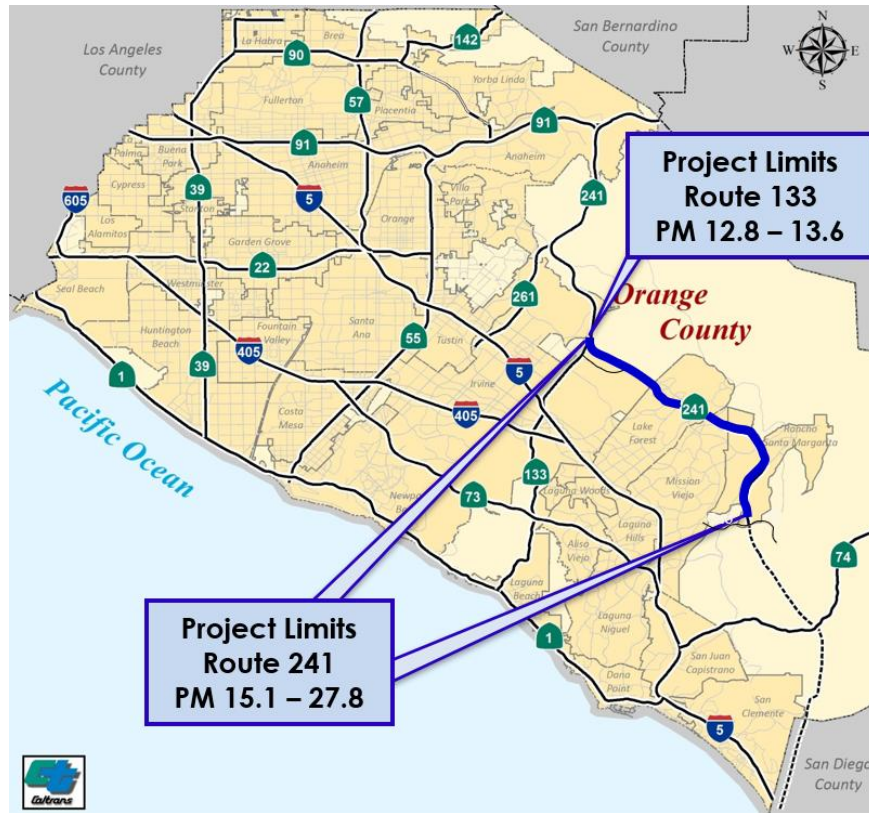 Los Angeles
County
San Bernardino
County
N
W
E
S
142
La Habra
Brea
90
Yorba Linda
57
Fullerton
Placentia
91
91
Anaheim
Anaheim
Project Limits
Route 133
PM 12.8 – 13.6
La Palma
Buena
Park
39
5
241
605
Cypress
Stanton
Villa
Park
Los
Alamitos
Orange
Garden Grove
22
261
Orange
County
Seal Beach
Westminster
Santa
Ana
55
Tustin
Huntington
Beach
Fountain
Valley
405
39
5
1
Irvine
405
Costa
Mesa
241
Lake
Forest
Rancho
Santa Margarita
Pacific Ocean
133
Laguna Woods
Mission
Viejo
73
Newport
Beach
Laguna
Hills
Aliso
Viejo
74
Project Limits
Route 241
PM 15.1 – 27.8
Laguna
Beach
1
Laguna
Niguel
San Juan
Capistrano
Dana
Point
San
Clemente
5
San Diego
County
ct
Caltrans